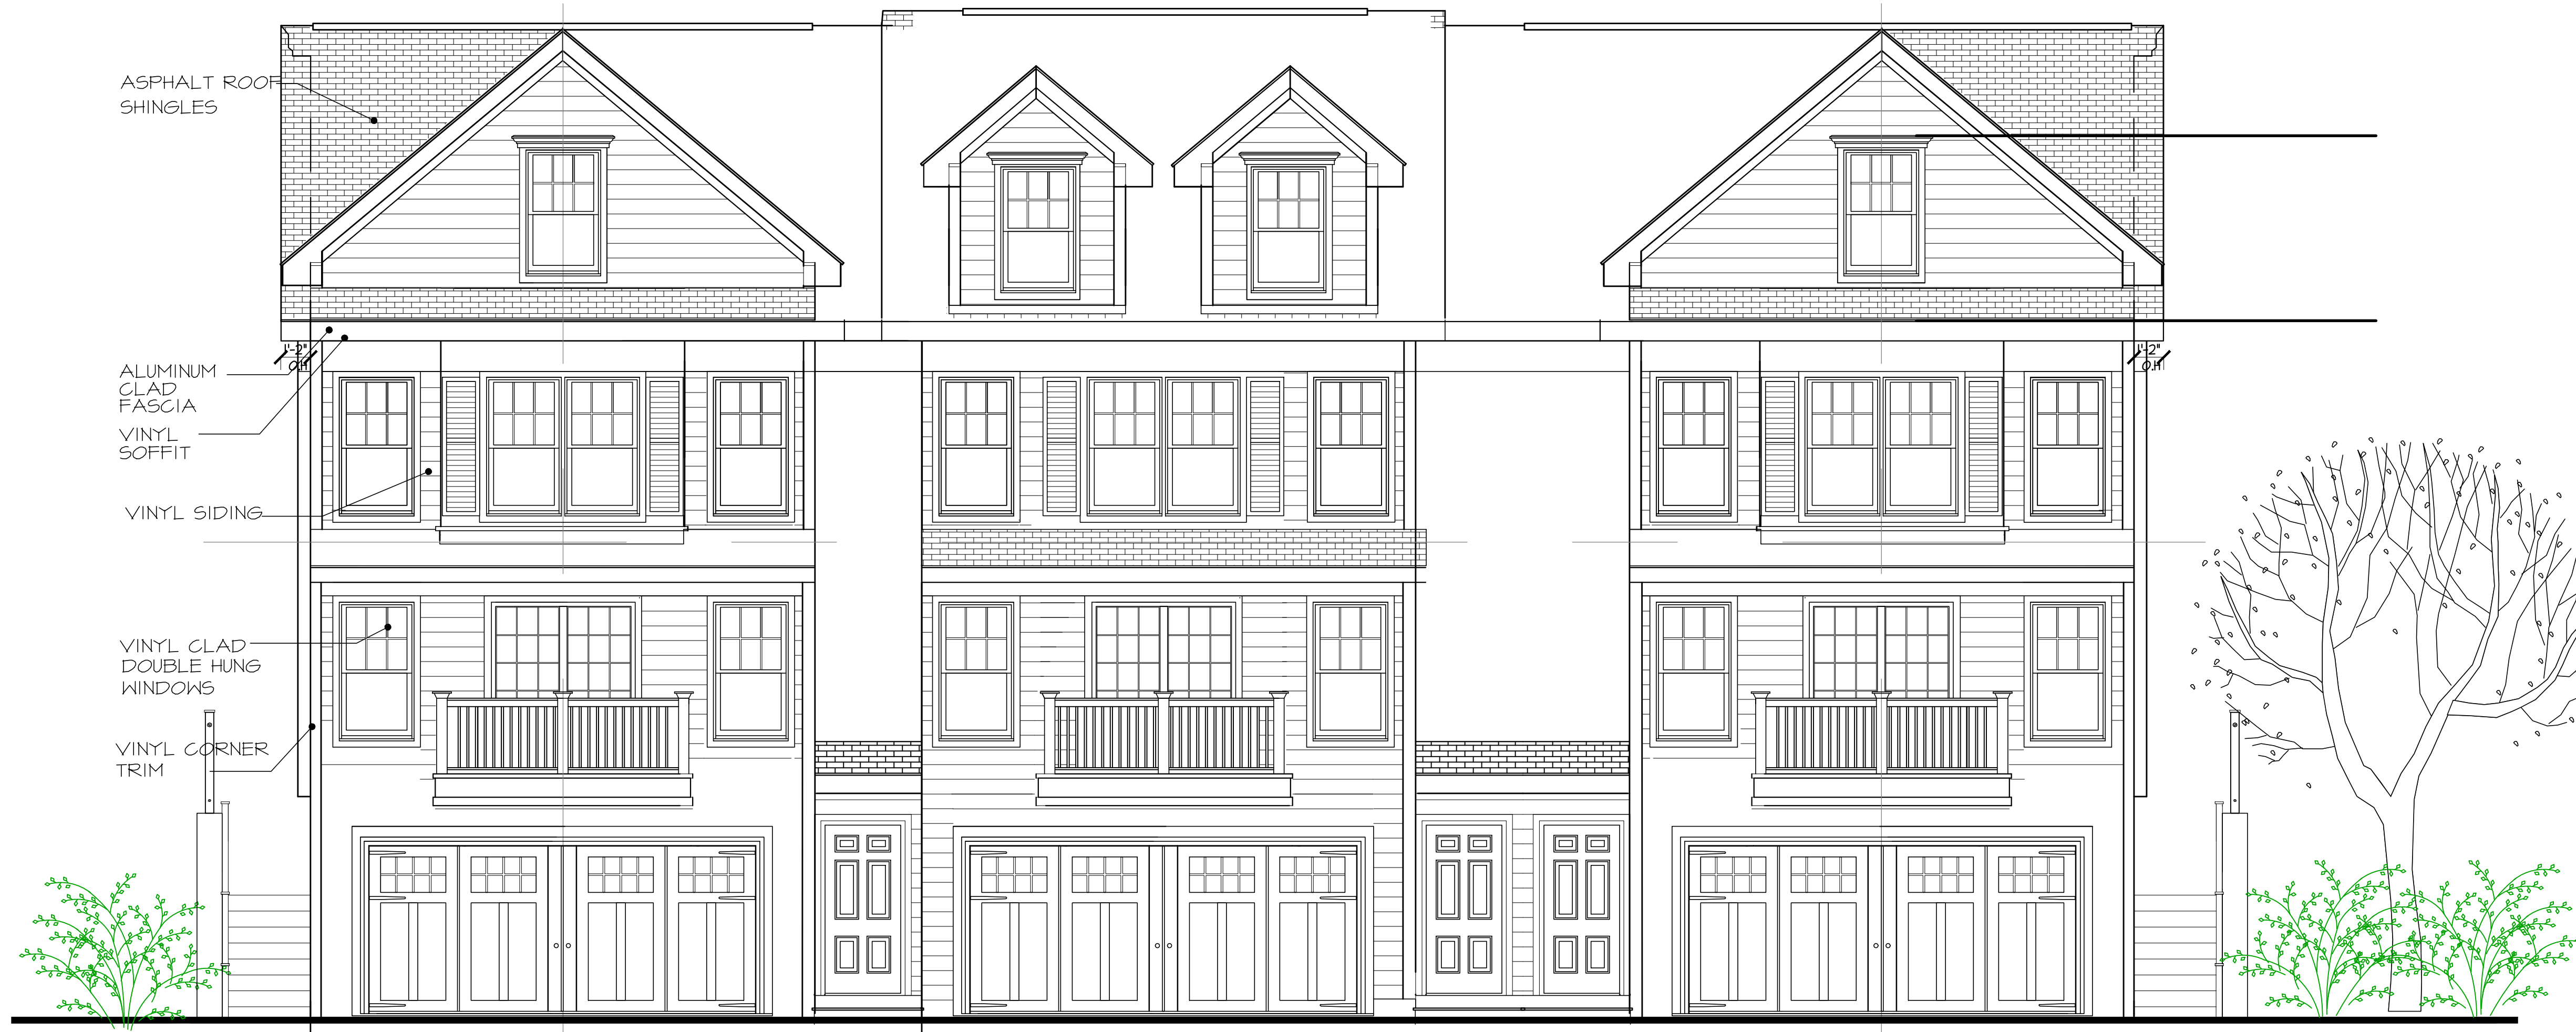 ASPHALT ROOF
SHINGLES
1'-2"
O.H
1'-2"
O.H
ALUMINUM
CLAD
FASCIA
VINYL
SOFFIT
VINYL SIDING
VINYL CLAD
DOUBLE HUNG
WINDOWS
VINYL CORNER
TRIM